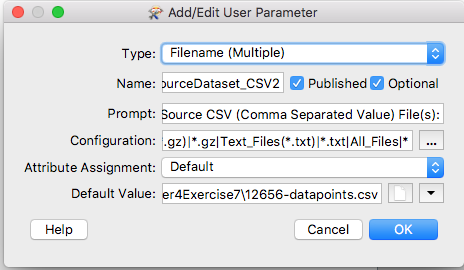 Add/Edit User Parameter
Type: Filename (Multiple)
Name: ourceDataset_CSV2 Published Optional
Prompt: Source CSV (Comma Separated Value) File(s):
Configuration: .gz)|*.gz|Text_Files(*.txt)|*.txt|All_Files|* ...
Attribute Assignment: Default
Default Value: er4Exercise7\12656-datapoints.csv
Help Cancel OK